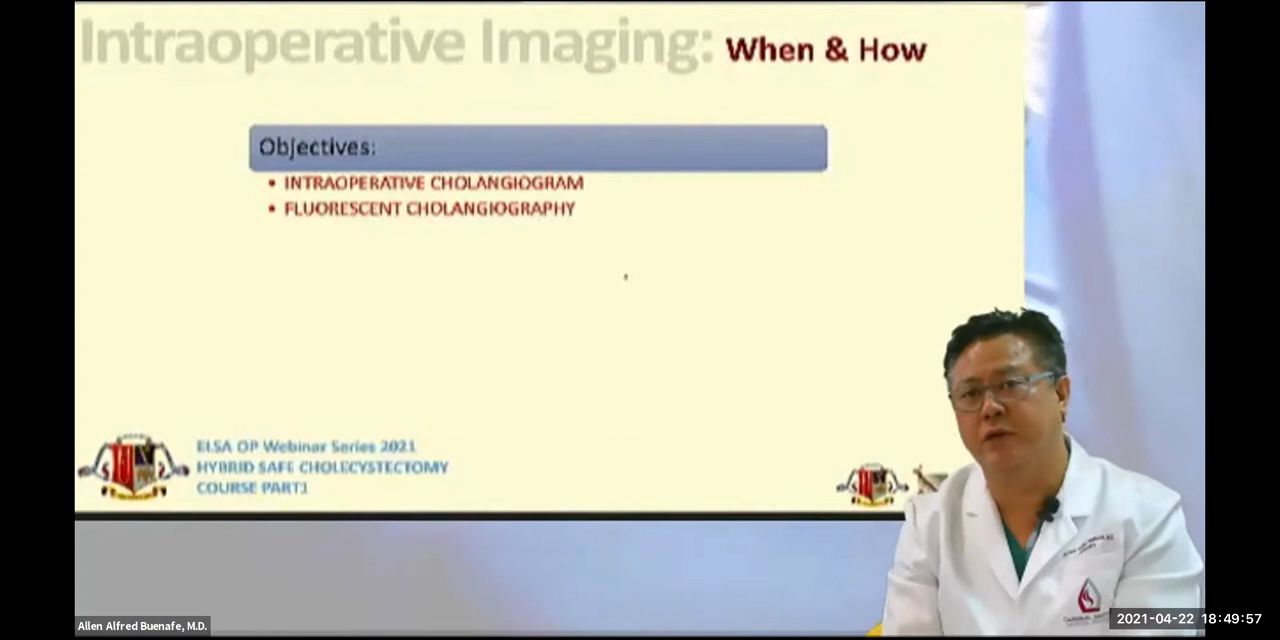 Intraoperative Imaging: When & How
Objectives:
• INTRAOPERATIVE CHOLANGIOGRAM
• FLUORESCENT CHOLANGIOGRAPHY
ELSA OP Webinar Series 2021
HYBRID SAFE CHOLECYSTECTOMY
COURSE PART1
Allen Alfred Buenafe, M.D.
2021-04-22 18:49:57